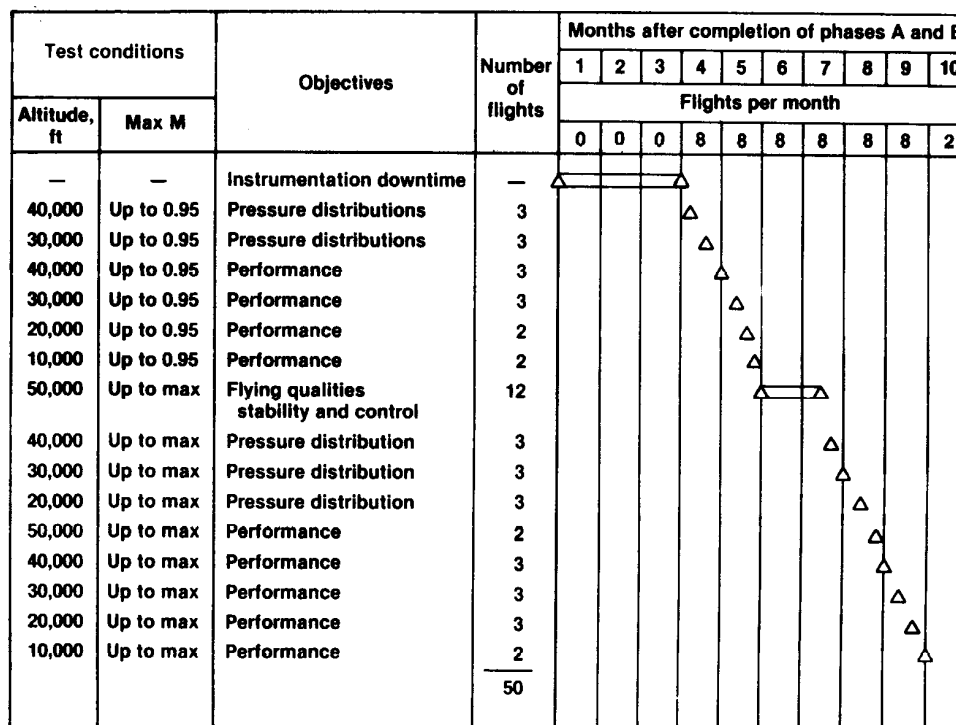 Test conditions
Objectives
Number of flights
Months after completion of phases A and B
1 2 3 4 5 6 7 8 9 10
Flights per month
Altitude, ft
Max M
0 0 0 8 8 8 8 8 8 2
— — Instrumentation downtime —
40,000 Up to 0.95 Pressure distributions 3
30,000 Up to 0.95 Pressure distributions 3
40,000 Up to 0.95 Performance 3
30,000 Up to 0.95 Performance 3
20,000 Up to 0.95 Performance 2
10,000 Up to 0.95 Performance 2
50,000 Up to max Flying qualities 12
stability and control
40,000 Up to max Pressure distribution 3
30,000 Up to max Pressure distribution 3
20,000 Up to max Pressure distribution 3
50,000 Up to max Performance 2
40,000 Up to max Performance 3
30,000 Up to max Performance 3
20,000 Up to max Performance 3
10,000 Up to max Performance 2
50